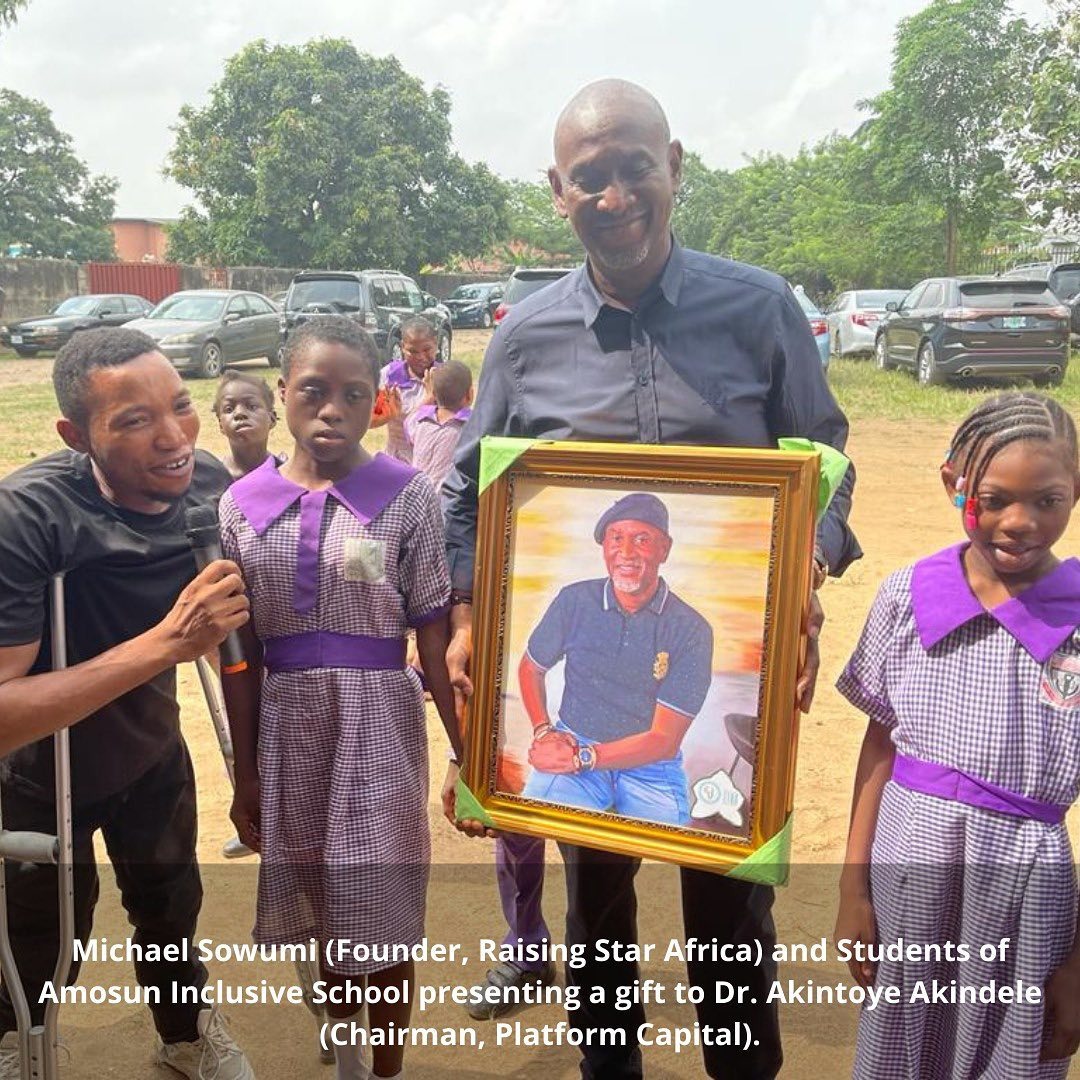 Michael Sowumi (Founder, Raising Star Africa) and Students of
Amosun Inclusive School presenting a gift to Dr. Akintoye Akindele
(Chairman, Platform Capital).